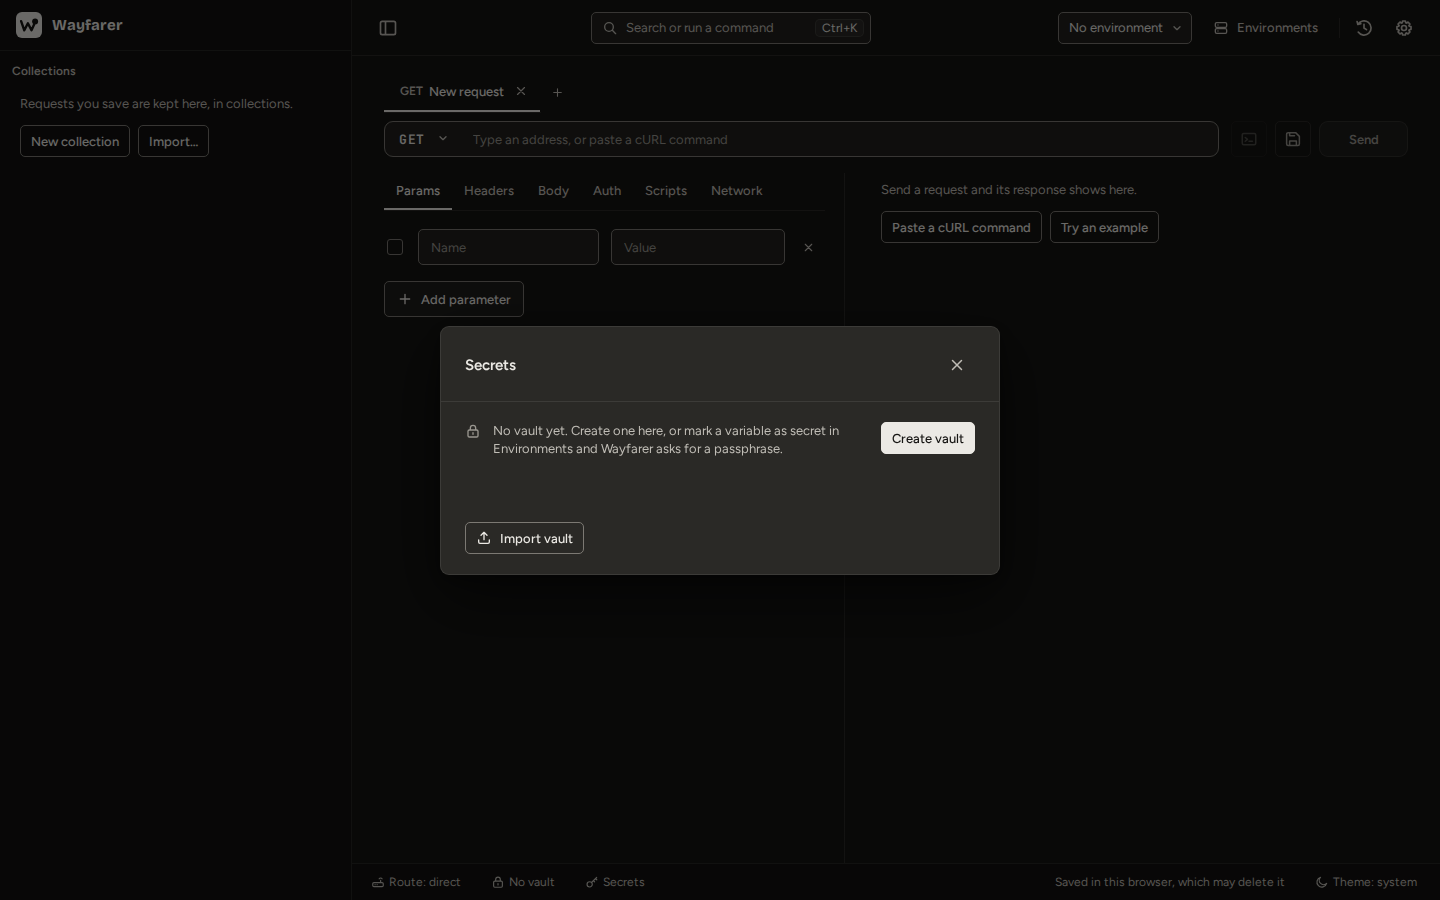 Wayfarer
Search or run a command
Ctrl+K
No environment
Environments
Collections
Requests you save are kept here, in collections.
New collection
Import...
GET New request
GET
Type an address, or paste a cURL command
Send
Params
Headers
Body
Auth
Scripts
Network
Name
Value
Add parameter
Send a request and its response shows here.
Paste a cURL command
Try an example
Secrets
No vault yet. Create one here, or mark a variable as secret in
Environments and Wayfarer asks for a passphrase.
Create vault
Import vault
Route: direct
No vault
Secrets
Saved in this browser, which may delete it
Theme: system